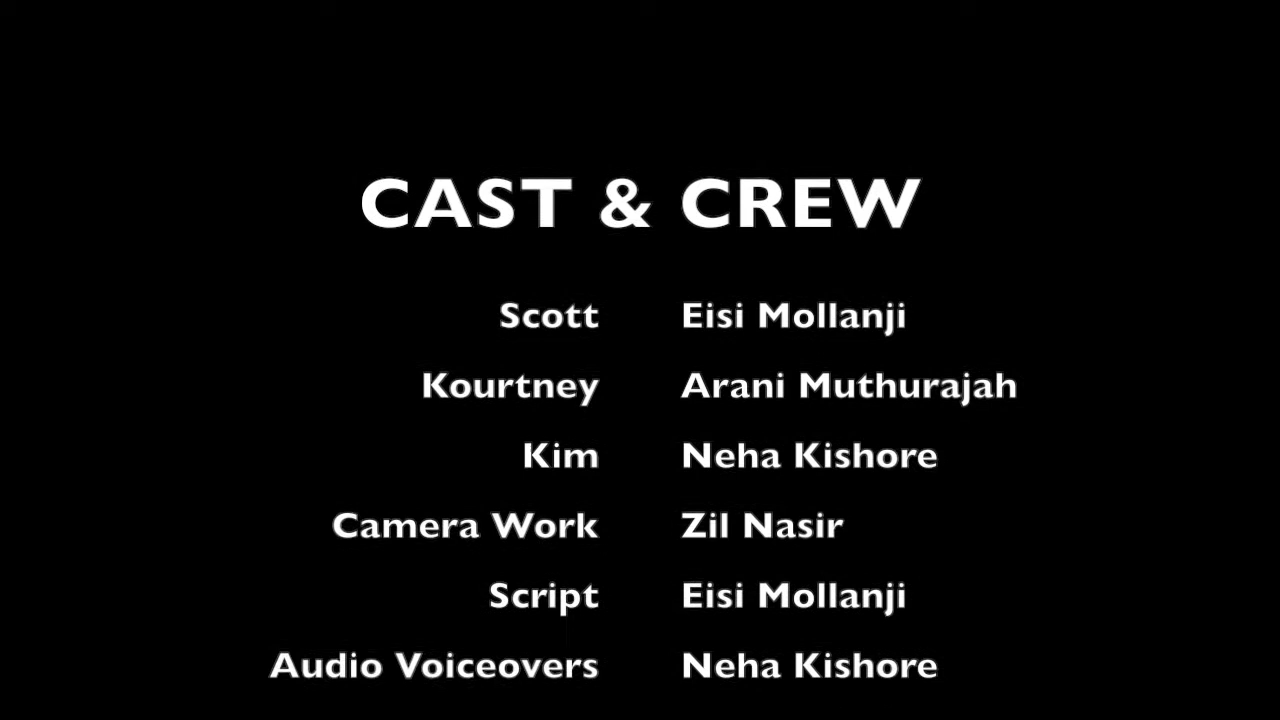 CAST & CREW
Scott Eisi Mollanji
Kourtney Arani Muthurajah
Kim Neha Kishore
Camera Work Zil Nasir
Script Eisi Mollanji
Audio Voiceovers Neha Kishore